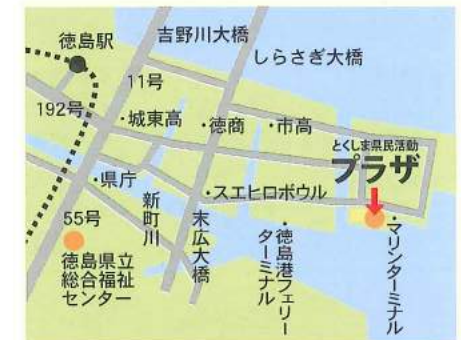 吉野川大橋
徳島駅
しらさぎ大橋
11号
192号
・城東高
・徳商
・市高
とくしま県民活動
プラザ
・県庁
・スエヒロボウル
新町川
末広大橋
・徳島港フェリー
ターミナル
・マリンターミナル
55号
徳島県立
総合福祉
センター